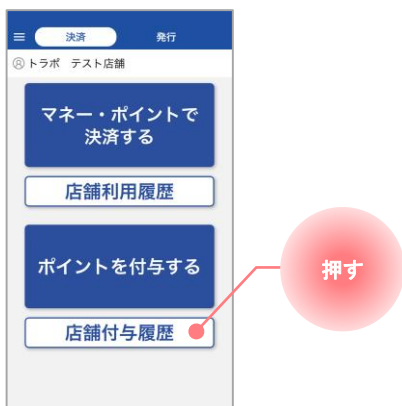 決済 発行
トラポ テスト店舗
マネー・ポイントで
決済する
店舗利用履歴
ポイントを付与する
押す
店舗付与履歴